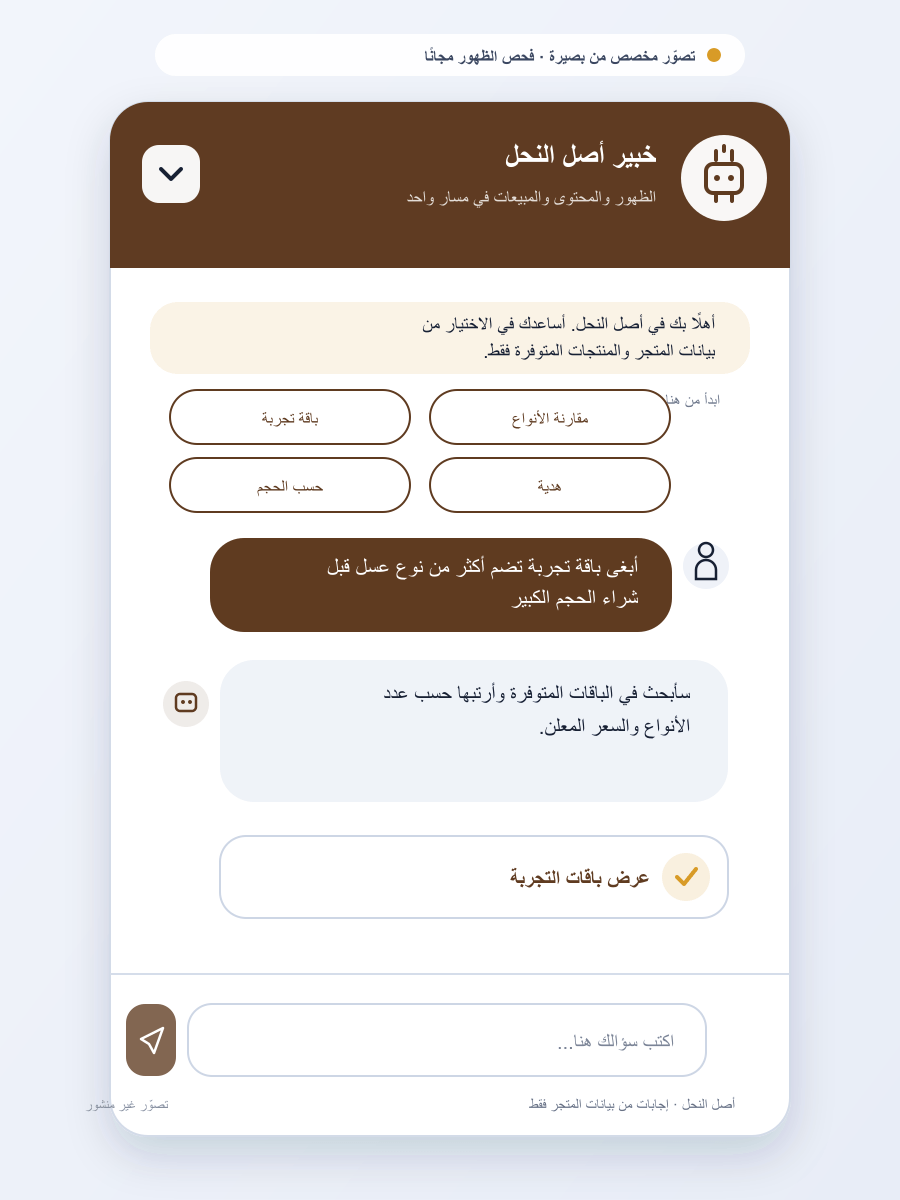 تصوّر مخصص من بصيرة · فحص الظهور مجانًا
خبير أصل النحل
الظهور والمحتوى والمبيعات في مسار واحد
أهلًا بك في أصل النحل. أساعدك في الاختيار من
بيانات المتجر والمنتجات المتوفرة فقط.
ابدأ من هنا
مقارنة الأنواع
باقة تجربة
هدية
حسب الحجم
أبغى باقة تجربة تضم أكثر من نوع عسل قبل
شراء الحجم الكبير
سأبحث في الباقات المتوفرة وأرتبها حسب عدد
الأنواع والسعر المعلن.
عرض باقات التجربة
اكتب سؤالك هنا...
أصل النحل · إجابات من بيانات المتجر فقط
تصوّر غير منشور